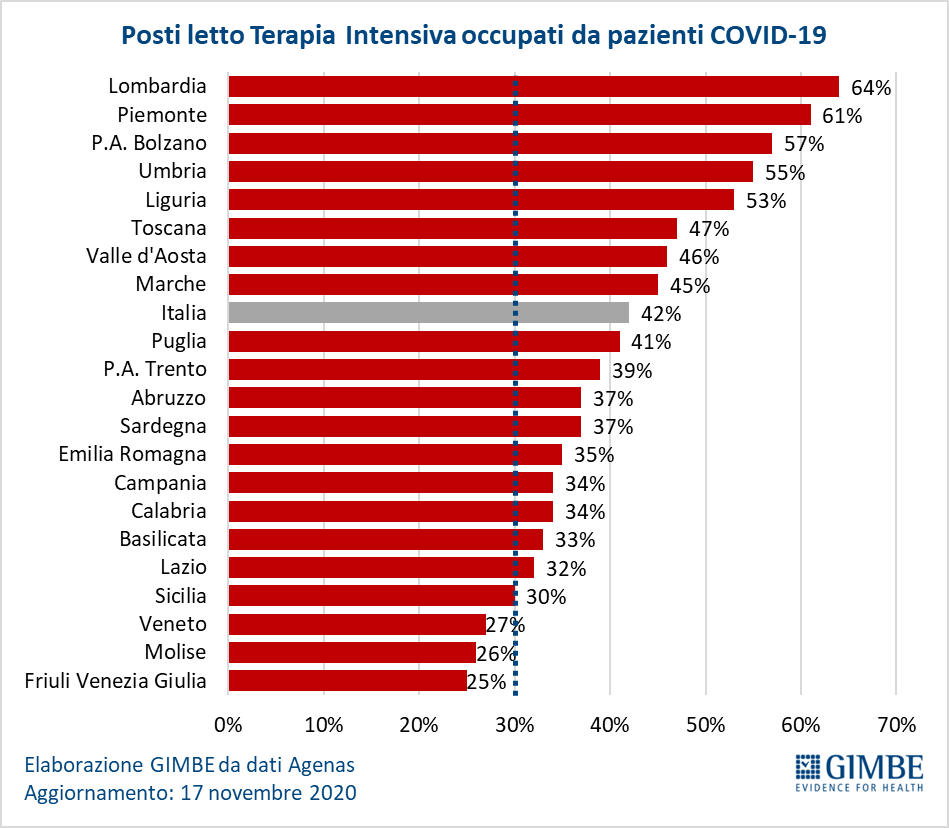 Posti letto Terapia Intensiva occupati da pazienti COVID-19
Lombardia 64%
Piemonte 61%
P.A. Bolzano 57%
Umbria 55%
Liguria 53%
Toscana 47%
Valle d'Aosta 46%
Marche 45%
Italia 42%
Puglia 41%
P.A. Trento 39%
Abruzzo 37%
Sardegna 37%
Emilia Romagna 35%
Campania 34%
Calabria 34%
Basilicata 33%
Lazio 32%
Sicilia 30%
Veneto 27%
Molise 26%
Friuli Venezia Giulia 25%
0% 10% 20% 30% 40% 50% 60% 70%
Elaborazione GIMBE da dati Agenas
Aggiornamento: 17 novembre 2020
GIMBE
EVIDENCE FOR HEALTH